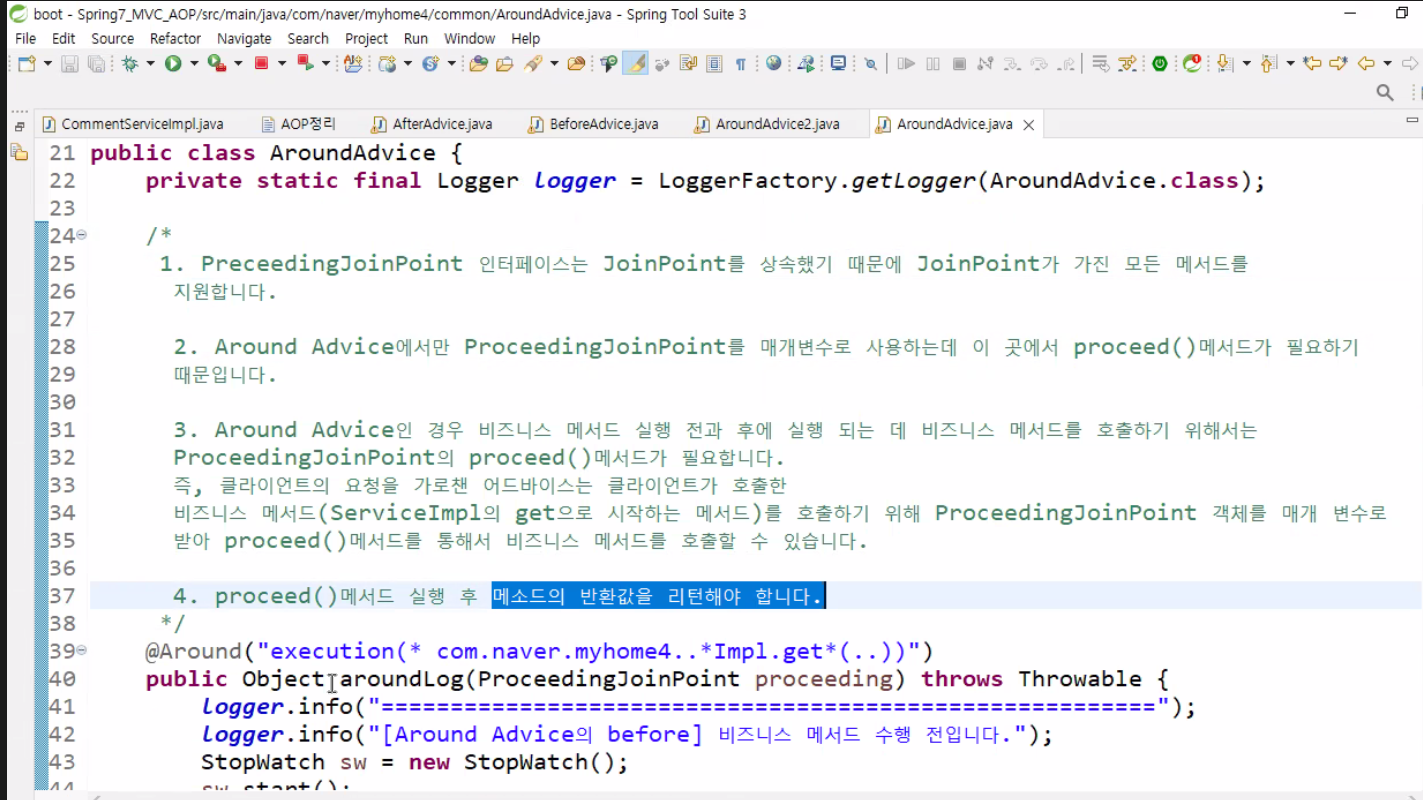 boot - Spring7_MVC_AOP/src/main/java/com/naver/myhome4/common/AroundAdvice.java - Spring Tool Suite 3
File Edit Source Refactor Navigate Search Project Run Window Help
CommentServiceImpl.java AOP정리 AfterAdvice.java BeforeAdvice.java AroundAdvice2.java AroundAdvice.java
21 public class AroundAdvice {
22 private static final Logger logger = LoggerFactory.getLogger(AroundAdvice.class);
23
24 /*
25 1. PreceedingJoinPoint 인터페이스는 JoinPoint를 상속했기 때문에 JoinPoint가 가진 모든 메서드를
26 지원합니다.
27
28 2. Around Advice에서만 ProceedingJoinPoint를 매개변수로 사용하는데 이 곳에서 proceed()메서드가 필요하기
29 때문입니다.
30
31 3. Around Advice인 경우 비즈니스 메서드 실행 전과 후에 실행 되는 데 비즈니스 메서드를 호출하기 위해서는
32 ProceedingJoinPoint의 proceed()메서드가 필요합니다.
33 즉, 클라이언트의 요청을 가로챈 어드바이스는 클라이언트가 호출한
34 비즈니스 메서드(ServiceImpl의 get으로 시작하는 메서드)를 호출하기 위해 ProceedingJoinPoint 객체를 매개 변수로
35 받아 proceed()메서드를 통해서 비즈니스 메서드를 호출할 수 있습니다.
36
37 4. proceed()메서드 실행 후 메소드의 반환값을 리턴해야 합니다.
38 */
39 @Around("execution(* com.naver.myhome4..*Impl.get*(..))")
40 public Object aroundLog(ProceedingJoinPoint proceeding) throws Throwable {
41 logger.info("========================================================");
42 logger.info("[Around Advice의 before] 비즈니스 메서드 수행 전입니다.");
43 StopWatch sw = new StopWatch();
44 sw.start();